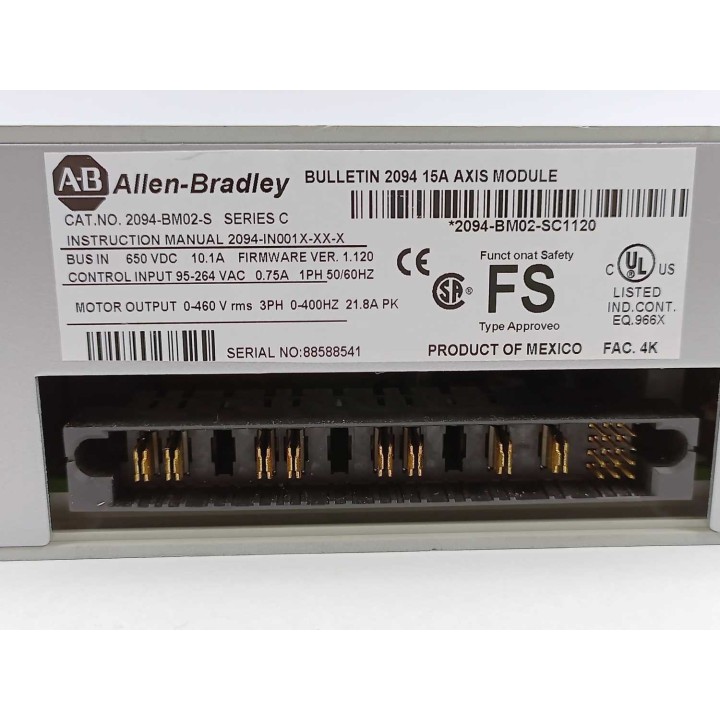 A-B Allen-Bradley
BULLETIN 2094 15A AXIS MODULE
CAT.NO. 2094-BM02-S SERIES C
*2094-BM02-SC1120
INSTRUCTION MANUAL 2094-IN001X-XX-X
BUS IN 650 VDC 10.1A FIRMWARE VER. 1.120
CONTROL INPUT 95-264 VAC 0.75A 1PH 50/60HZ
MOTOR OUTPUT 0-460 V rms 3PH 0-400HZ 21.8A PK
CE
SA
Funct onat Safety
FS
Type Approveo
C UL US
LISTED
IND.CONT.
EQ.966X
SERIAL NO:88588541
PRODUCT OF MEXICO FAC. 4K